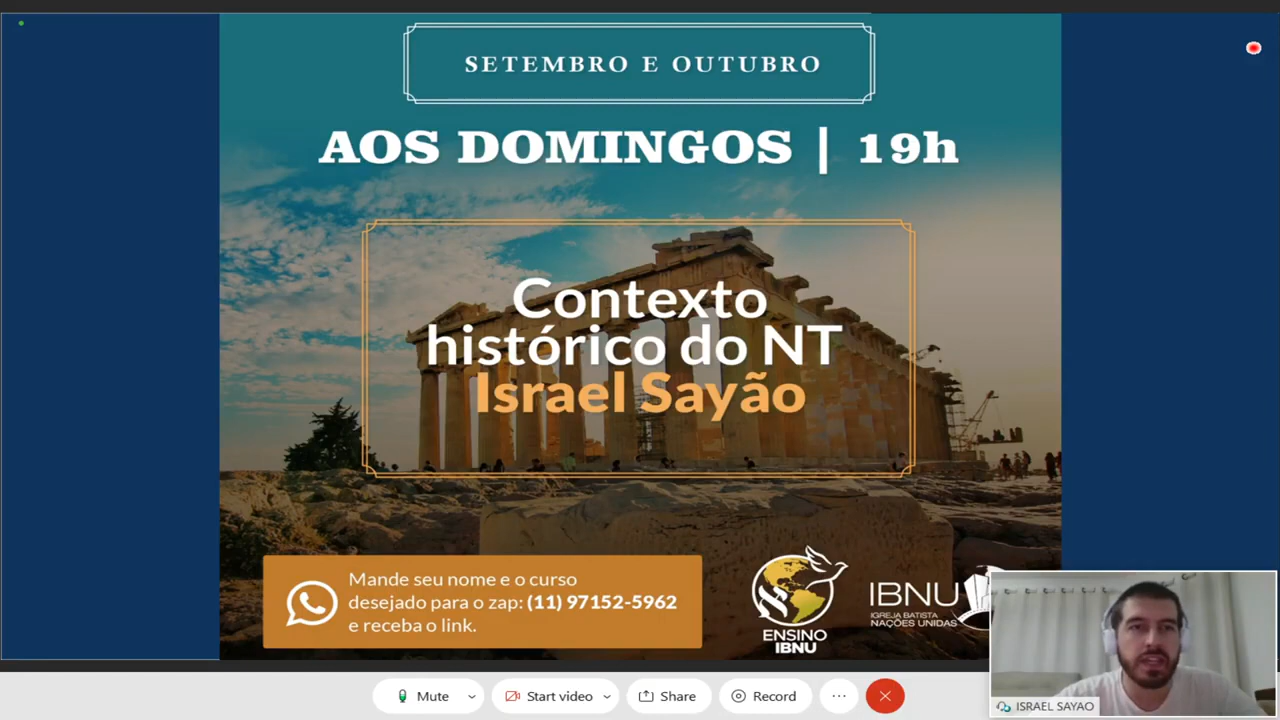 SETEMBRO E OUTUBRO
AOS DOMINGOS | 19h
Contexto
histórico do NT
Israel Sayão
Mande seu nome e o curso
desejado para o zap: (11) 97152-5962
e receba o link.
ENSINO
IBNU
IBNU
IGREJA BATISTA
NAÇÕES UNIDAS
ISRAEL SAYAO
Mute
Start video
Share
Record